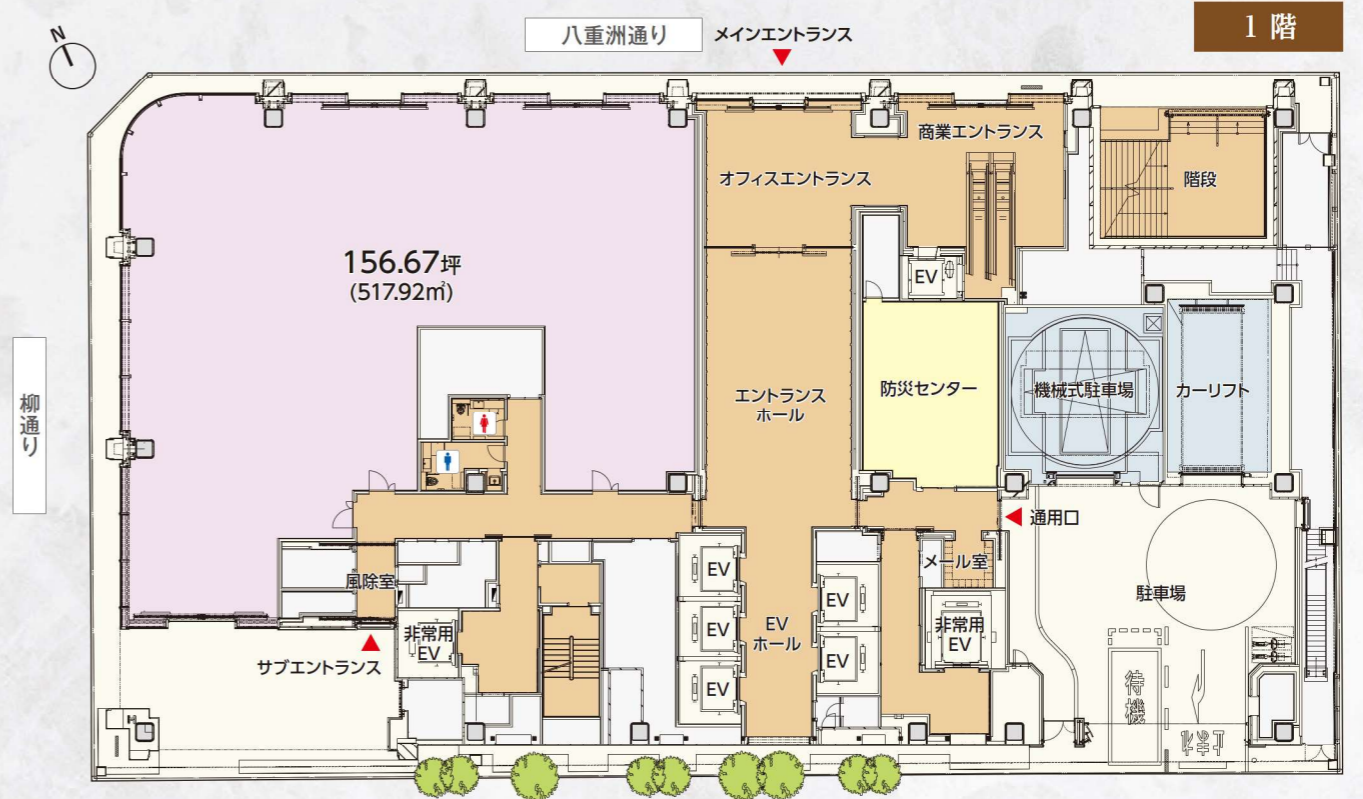 N
八重洲通り
メインエントランス
1 階
商業エントランス
オフィスエントランス
階段
156.67坪
(517.92㎡)
EV
柳通り
エントランス
ホール
防災センター
機械式駐車場
カーリフト
通用口
メール室
風除室
EV
EV
駐車場
非常用
EV
EV
EV
ホール
非常用
EV
サブエントランス
EV
EV
待機